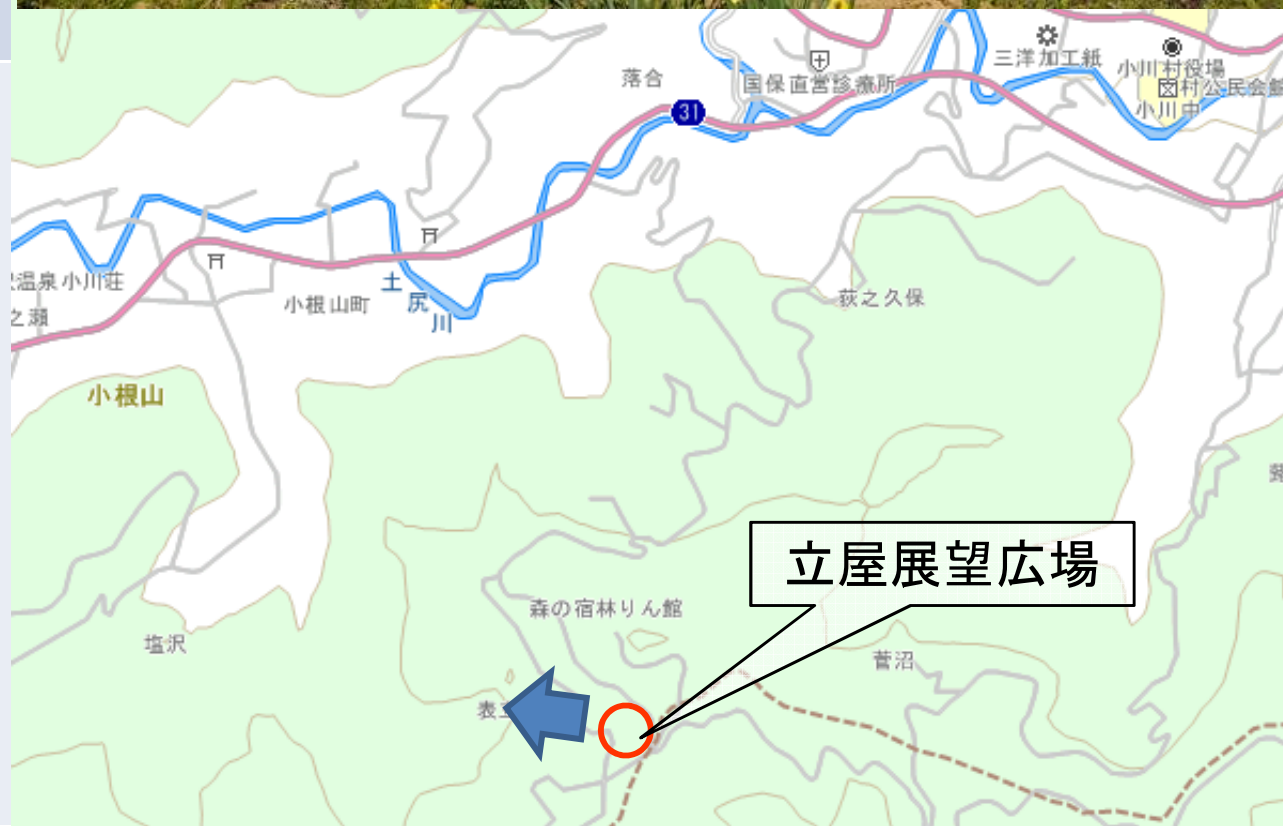 落合
31
国保直営診療所
三洋加工紙
小川村役場
村公民会館
小川中
温泉小川荘
之瀬
小根山町
土尻川
荻之久保
小根山
立屋展望広場
森の宿林りん館
塩沢
菅沼
表立